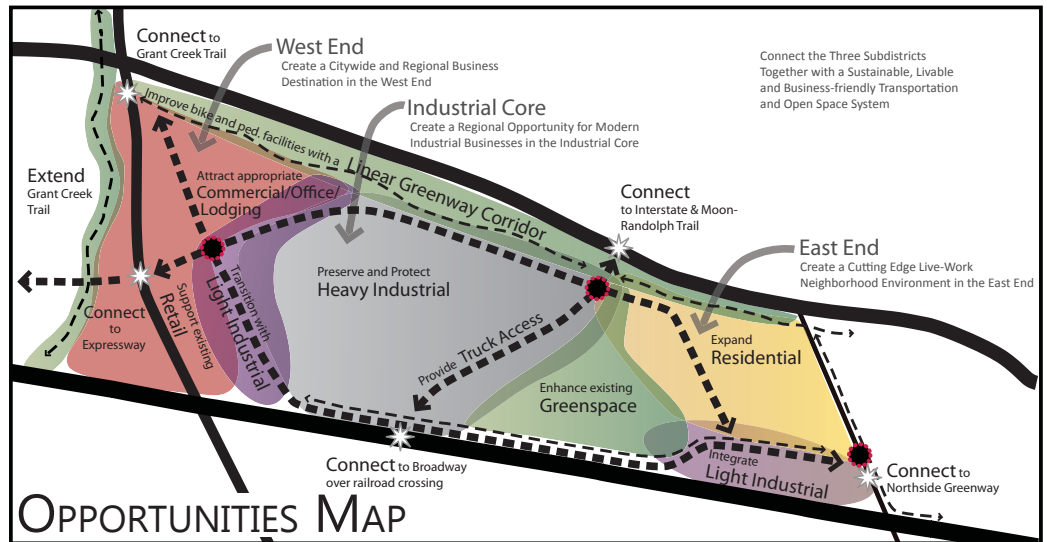 Connect to
Grant Creek Trail
West End
Create a Citywide and Regional Business
Destination in the West End
Connect the Three Subdistricts
Together with a Sustainable, Livable
and Business-friendly Transportation
and Open Space System
Industrial Core
Create a Regional Opportunity for Modern
Industrial Businesses in the Industrial Core
Improve bike and ped. facilities with a Linear Greenway Corridor
Extend
Grant Creek
Trail
Attract appropriate
Commercial/Office/
Lodging
Connect
to Interstate & Moon-
Randolph Trail
East End
Create a Cutting Edge Live-Work
Neighborhood Environment in the East End
Preserve and Protect
Heavy Industrial
Transition with
Light Industrial
Support existing
Retail
Connect
to
Expressway
Provide Truck Access
Expand
Residential
Enhance existing
Greenspace
Integrate
Light Industrial
Connect to Broadway
over railroad crossing
Connect to
Northside Greenway
Opportunities Map